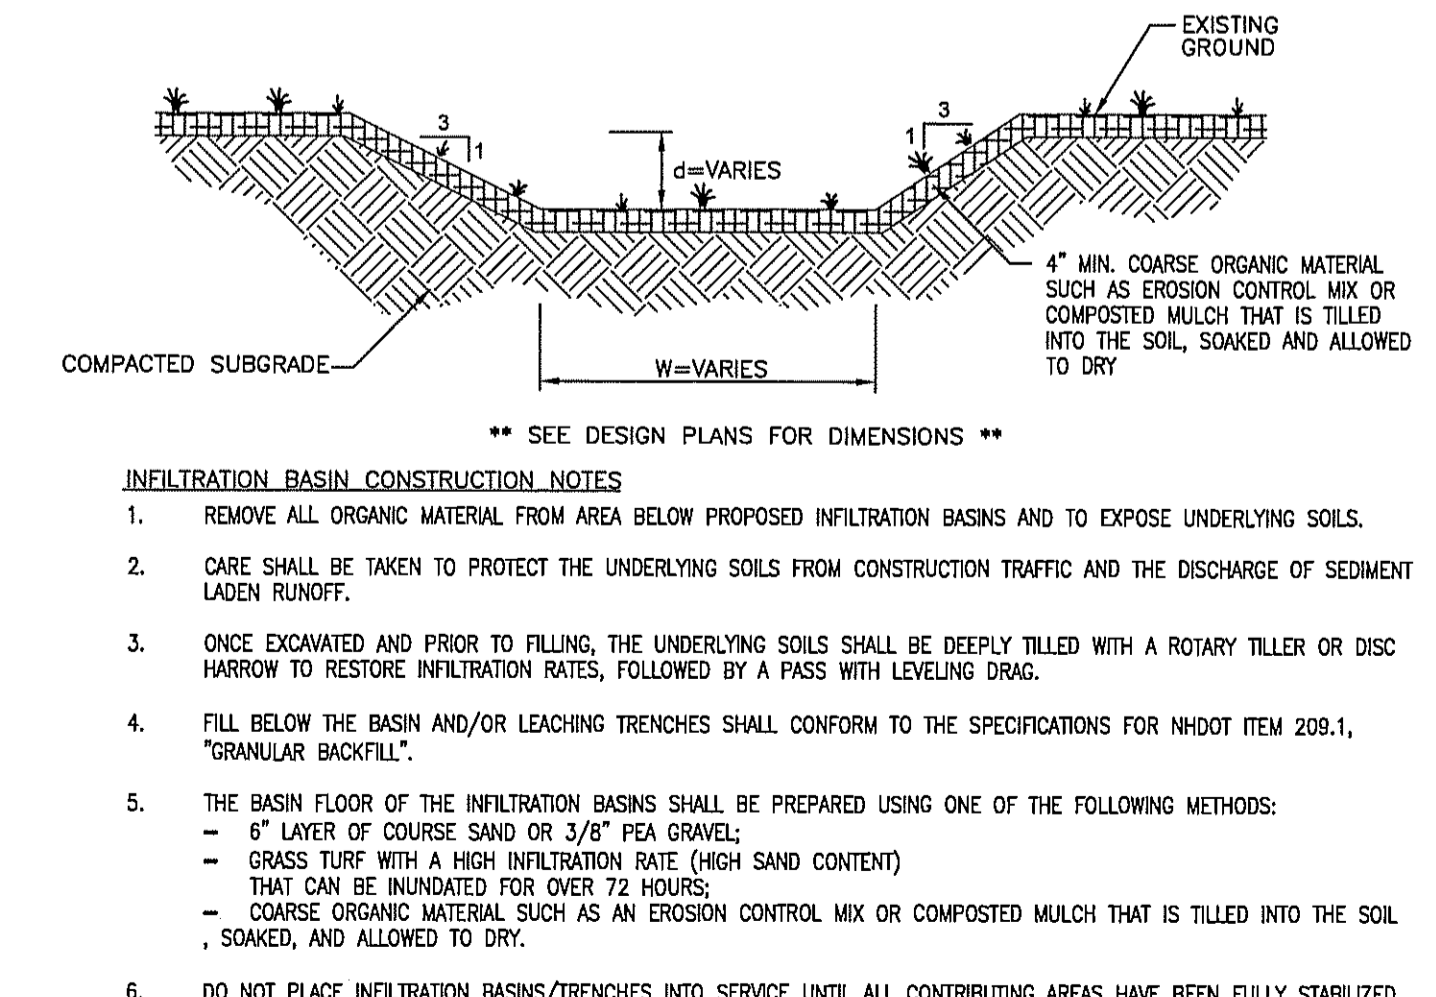 EXISTING
GROUND
3
1
3
1
d=VARIES
4" MIN. COARSE ORGANIC MATERIAL
SUCH AS EROSION CONTROL MIX OR
COMPOSTED MULCH THAT IS TILLED
INTO THE SOIL, SOAKED AND ALLOWED
TO DRY
COMPACTED SUBGRADE
W=VARIES
** SEE DESIGN PLANS FOR DIMENSIONS **
INFILTRATION BASIN CONSTRUCTION NOTES
1. REMOVE ALL ORGANIC MATERIAL FROM AREA BELOW PROPOSED INFILTRATION BASINS AND TO EXPOSE UNDERLYING SOILS.
2. CARE SHALL BE TAKEN TO PROTECT THE UNDERLYING SOILS FROM CONSTRUCTION TRAFFIC AND THE DISCHARGE OF SEDIMENT
LADEN RUNOFF.
3. ONCE EXCAVATED AND PRIOR TO FILLING, THE UNDERLYING SOILS SHALL BE DEEPLY TILLED WITH A ROTARY TILLER OR DISC
HARROW TO RESTORE INFILTRATION RATES, FOLLOWED BY A PASS WITH LEVELING DRAG.
4. FILL BELOW THE BASIN AND/OR LEACHING TRENCHES SHALL CONFORM TO THE SPECIFICATIONS FOR NHDOT ITEM 209.1,
"GRANULAR BACKFILL".
5. THE BASIN FLOOR OF THE INFILTRATION BASINS SHALL BE PREPARED USING ONE OF THE FOLLOWING METHODS:
– 6" LAYER OF COURSE SAND OR 3/8" PEA GRAVEL;
– GRASS TURF WITH A HIGH INFILTRATION RATE (HIGH SAND CONTENT)
THAT CAN BE INUNDATED FOR OVER 72 HOURS;
– COARSE ORGANIC MATERIAL SUCH AS AN EROSION CONTROL MIX OR COMPOSTED MULCH THAT IS TILLED INTO THE SOIL
, SOAKED, AND ALLOWED TO DRY.
6. DO NOT PLACE INFILTRATION BASINS/TRENCHES INTO SERVICE UNTIL ALL CONTRIBUTING AREAS HAVE BEEN FULLY STABILIZED